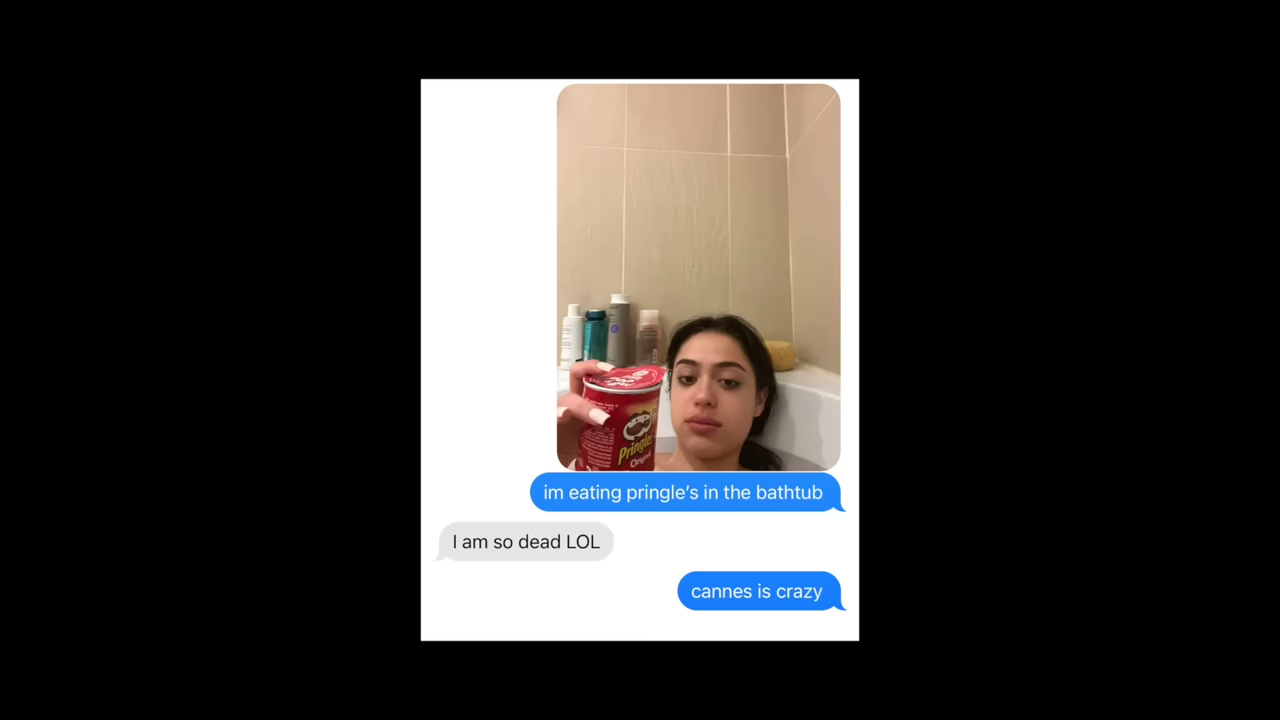 Pringles
Original
im eating pringle’s in the bathtub
I am so dead LOL
cannes is crazy